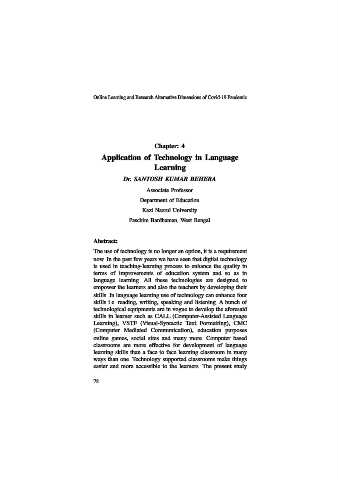 Online Learning and Research Alternative Dimensions of Covid-19 Pandemic
Chapter: 4
Application of Technology in Language
Learning
Dr. SANTOSH KUMAR BEHERA
Associate Professor
Department of Education
Kazi Nazrul University
Paschim Bardhaman, West Bengal
Abstract:
The use of technology is no longer an option, it is a requirement
now. In the past few years we have seen that digital technology
is used in teaching-learning process to enhance the quality in
terms of improvements of education system and so as in
language learning. All these technologies are designed to
empower the learners and also the teachers by developing their
skills. In language learning use of technology can enhance four
skills i.e. reading, writing, speaking and listening. A bunch of
technological equipments are in vogue to develop the aforesaid
skills in learner such as CALL (Computer-Assisted Language
Learning), VSTF (Visual-Syntactic Text Formatting), CMC
(Computer Mediated Communication), education purposes
online games, social sites and many more. Computer based
classrooms are more effective for development of language
learning skills than a face to face learning classroom in many
ways than one. Technology supported classrooms make things
easier and more accessible to the learners. The present study